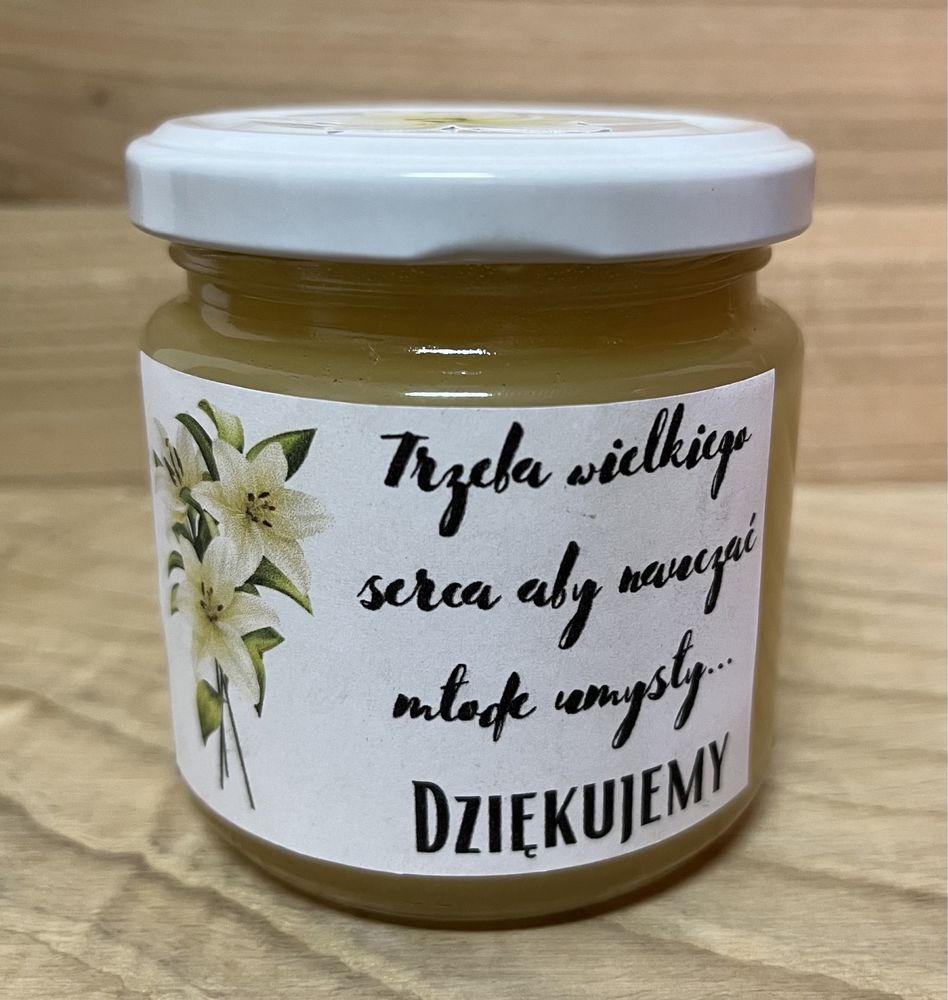 Trzeba wielkiego
serca aby nauczać
młode umysły...
DZIĘKUJEMY